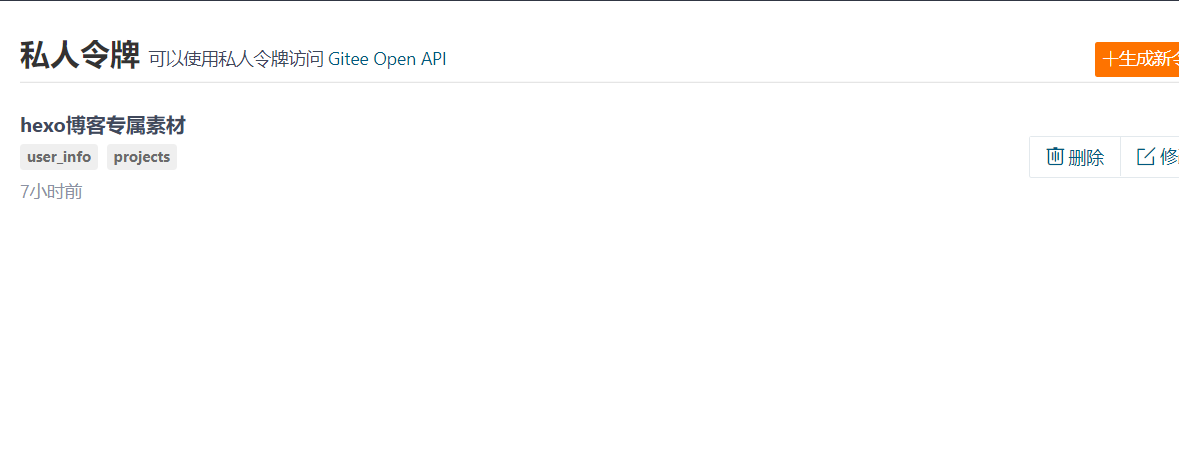 私人令牌 可以使用私人令牌访问 Gitee Open API
+生成新令
hexo博客专属素材
user_info projects
删除 修
7小时前